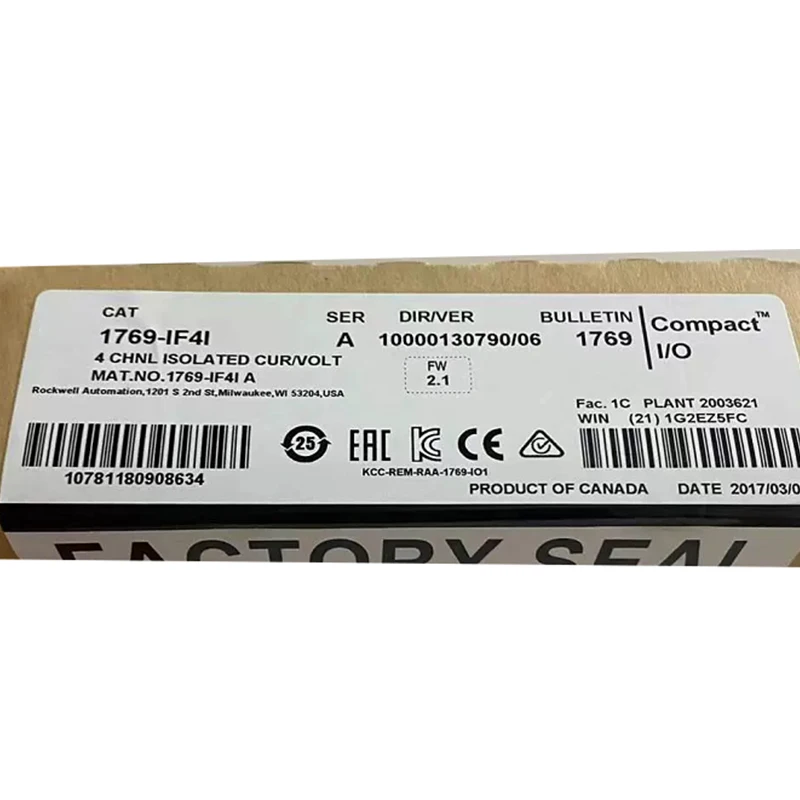 CAT SER DIR/VER BULLETIN
1769-IF4I A 10000130790/06 1769 Compact™ I/O
4 CHNL ISOLATED CUR/VOLT
MAT.NO.1769-IF4I A
Rockwell Automation,1201 S 2nd St,Milwaukee,WI 53204,USA
FW
2.1
Fac. 1C PLANT 2003621
WIN (21) 1G2EZ5FC
25 EAC CE
10781180908634
KCC-REM-RAA-1769-IO1
PRODUCT OF CANADA DATE 2017/03/0
FACTORY SEAL